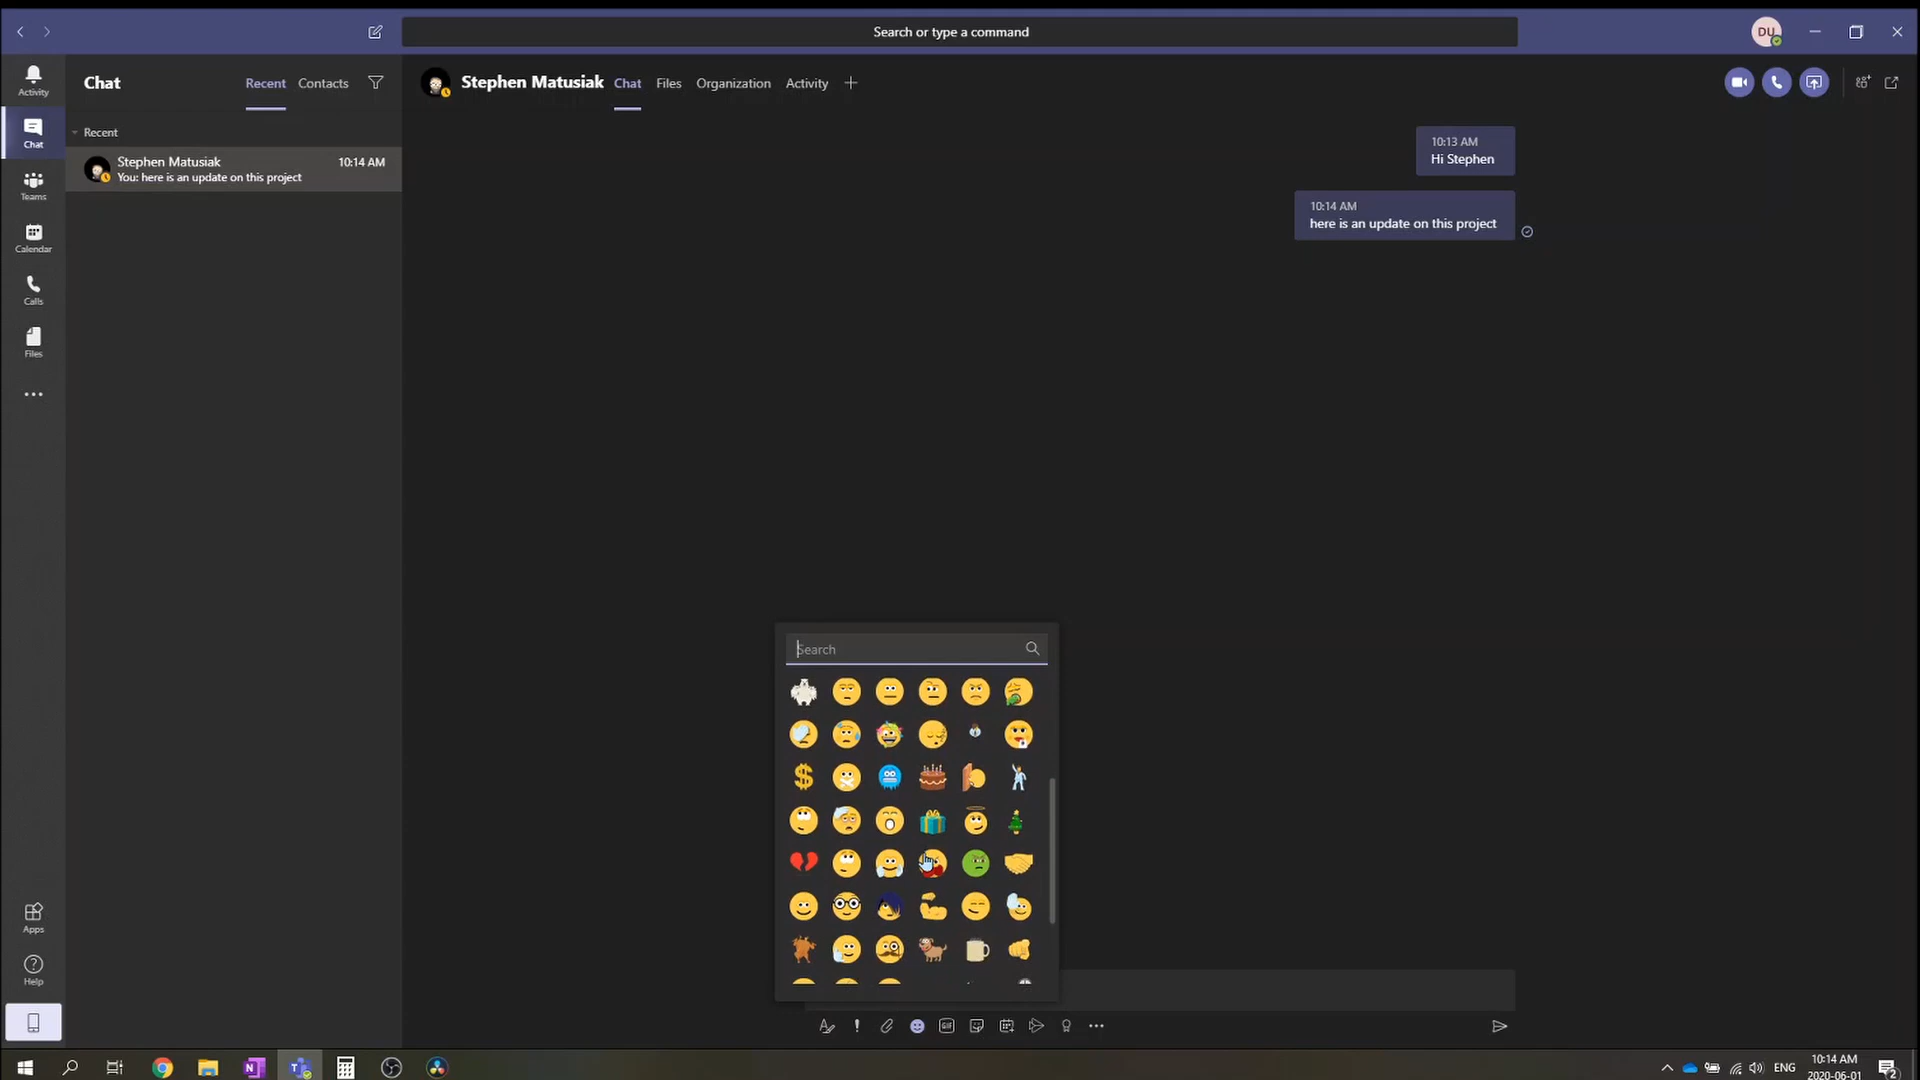 Search or type a command
DU
Activity
Chat
Teams
Calendar
Calls
Files
Apps
Help
Chat
Recent
Contacts
Recent
Stephen Matusiak
10:14 AM
You: here is an update on this project
Stephen Matusiak
Chat
Files
Organization
Activity
10:13 AM
Hi Stephen
10:14 AM
here is an update on this project
Search
GIF
N
T
ENG
10:14 AM
2020-06-01
2